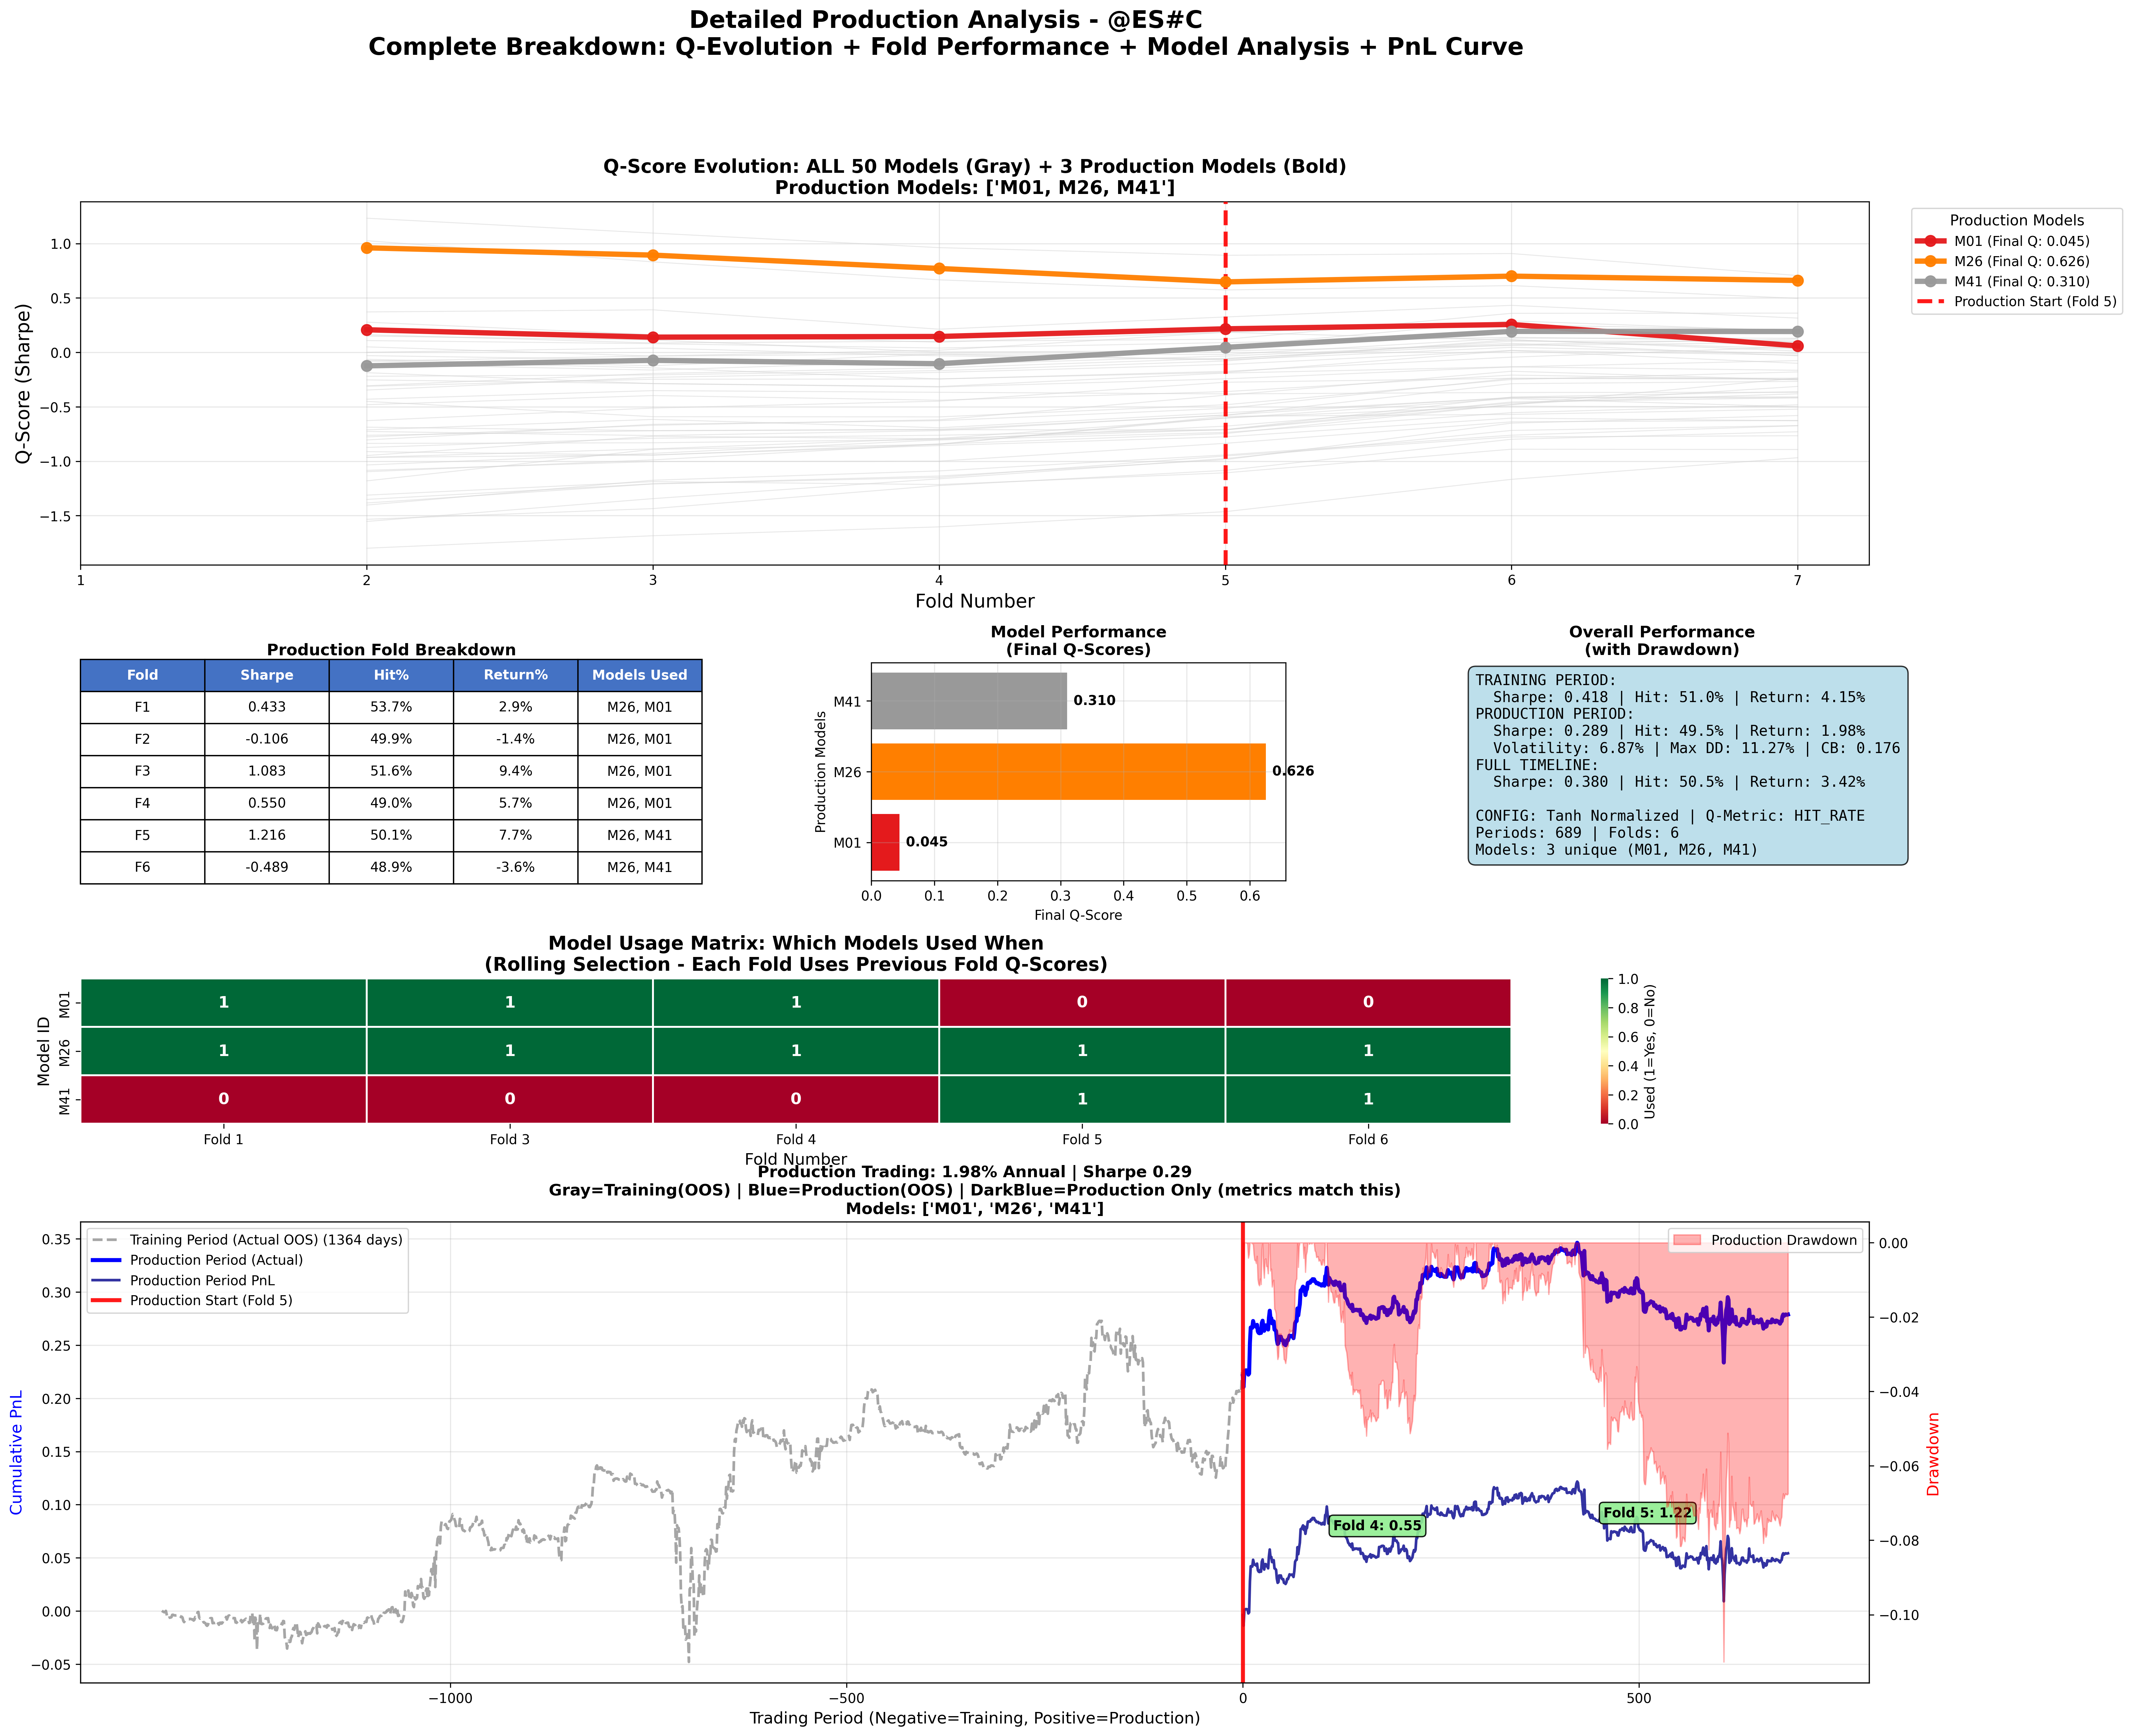 Detailed Production Analysis - @ES#C
Complete Breakdown: Q-Evolution + Fold Performance + Model Analysis + PnL Curve
Q-Score Evolution: ALL 50 Models (Gray) + 3 Production Models (Bold)
Production Models: ['M01, M26, M41']
Q-Score (Sharpe)
1.0
0.5
0.0
−0.5
−1.0
−1.5
1 2 3 4 5 6 7
Fold Number
Production Models
M01 (Final Q: 0.045)
M26 (Final Q: 0.626)
M41 (Final Q: 0.310)
Production Start (Fold 5)
Production Fold Breakdown
Fold Sharpe Hit% Return% Models Used
F1 0.433 53.7% 2.9% M26, M01
F2 -0.106 49.9% -1.4% M26, M01
F3 1.083 51.6% 9.4% M26, M01
F4 0.550 49.0% 5.7% M26, M01
F5 1.216 50.1% 7.7% M26, M41
F6 -0.489 48.9% -3.6% M26, M41
Model Performance
(Final Q-Scores)
Production Models
M41 0.310
M26 0.626
M01 0.045
0.0 0.1 0.2 0.3 0.4 0.5 0.6
Final Q-Score
Overall Performance
(with Drawdown)
TRAINING PERIOD:
Sharpe: 0.418 | Hit: 51.0% | Return: 4.15%
PRODUCTION PERIOD:
Sharpe: 0.289 | Hit: 49.5% | Return: 1.98%
Volatility: 6.87% | Max DD: 11.27% | CB: 0.176
FULL TIMELINE:
Sharpe: 0.380 | Hit: 50.5% | Return: 3.42%
CONFIG: Tanh Normalized | Q-Metric: HIT_RATE
Periods: 689 | Folds: 6
Models: 3 unique (M01, M26, M41)
Model Usage Matrix: Which Models Used When
(Rolling Selection - Each Fold Uses Previous Fold Q-Scores)
Model ID
M01 1 1 1 0 0
M26 1 1 1 1 1
M41 0 0 0 1 1
Fold 1 Fold 3 Fold 4 Fold 5 Fold 6
Fold Number
1.0
0.8
0.6
0.4
0.2
0.0
Used (1=Yes, 0=No)
Production Trading: 1.98% Annual | Sharpe 0.29
Gray=Training(OOS) | Blue=Production(OOS) | DarkBlue=Production Only (metrics match this)
Models: ['M01', 'M26', 'M41']
Training Period (Actual OOS) (1364 days)
Production Period (Actual)
Production Period PnL
Production Start (Fold 5)
Production Drawdown
Cumulative PnL
0.35
0.30
0.25
0.20
0.15
0.10
0.05
0.00
−0.05
Fold 4: 0.55
Fold 5: 1.22
0.00
−0.02
−0.04
−0.06
−0.08
−0.10
Drawdown
−1000 −500 0 500
Trading Period (Negative=Training, Positive=Production)